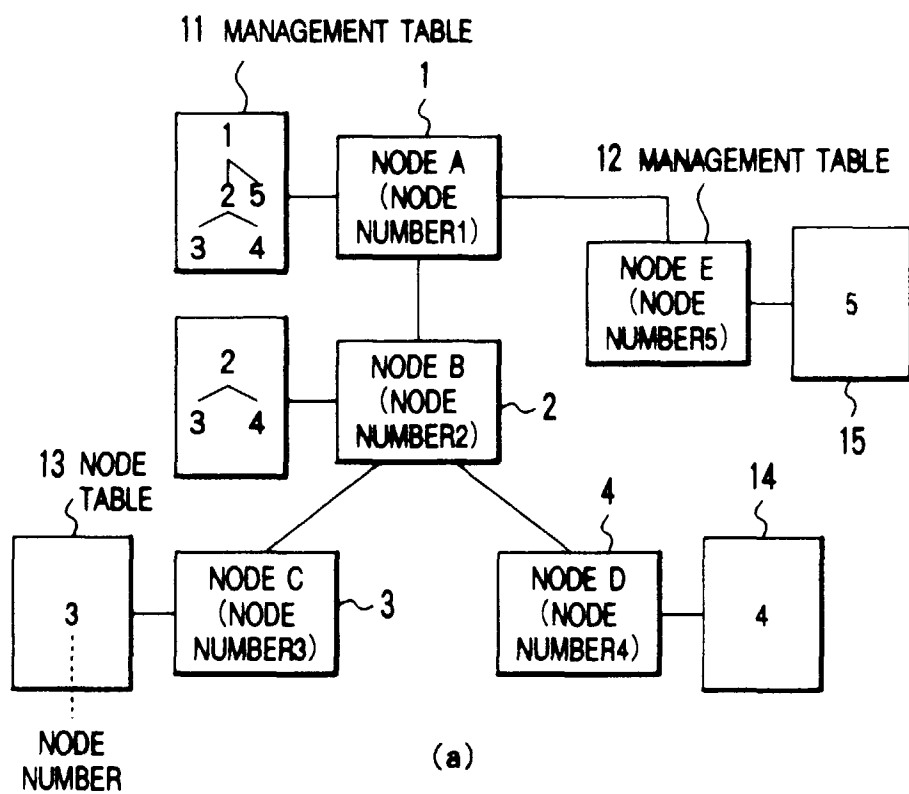 11 MANAGEMENT TABLE
1
1
2 5
3 4
NODE A
(NODE
NUMBER1)
12 MANAGEMENT TABLE
NODE E
(NODE
NUMBER5)
5
15
2
3 4
NODE B
(NODE
NUMBER2)
2
13 NODE
TABLE
3
NODE
NUMBER
NODE C
(NODE
NUMBER3)
3
4
NODE D
(NODE
NUMBER4)
14
4
(a)